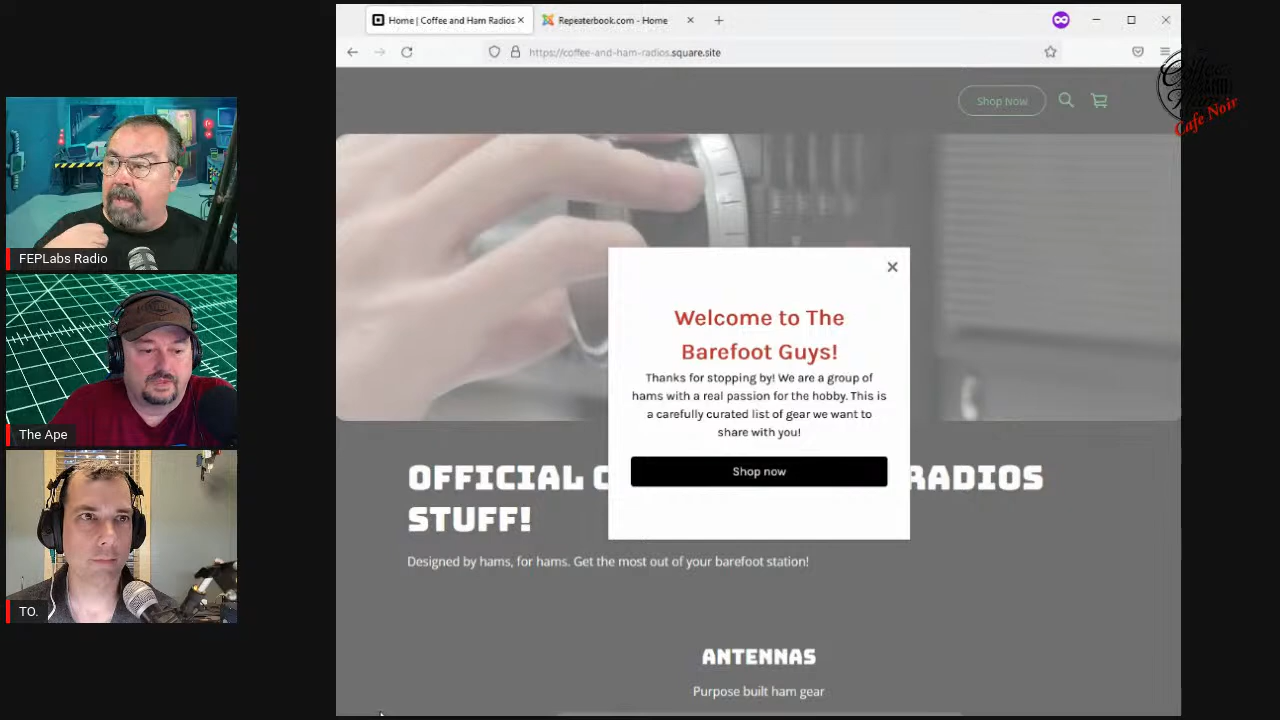 Home | Coffee and Ham Radios
Repeaterbook.com - Home
https://coffee-and-ham-radios.square.site
Shop Now
Cafe Noir
Welcome to The
Barefoot Guys!
Thanks for stopping by! We are a group of
hams with a real passion for the hobby. This is
a carefully curated list of gear we want to
share with you!
Shop now
OFFICIAL C RADIOS
STUFF!
Designed by hams, for hams. Get the most out of your barefoot station!
ANTENNAS
Purpose built ham gear
FEPLabs Radio
The Ape
TO.